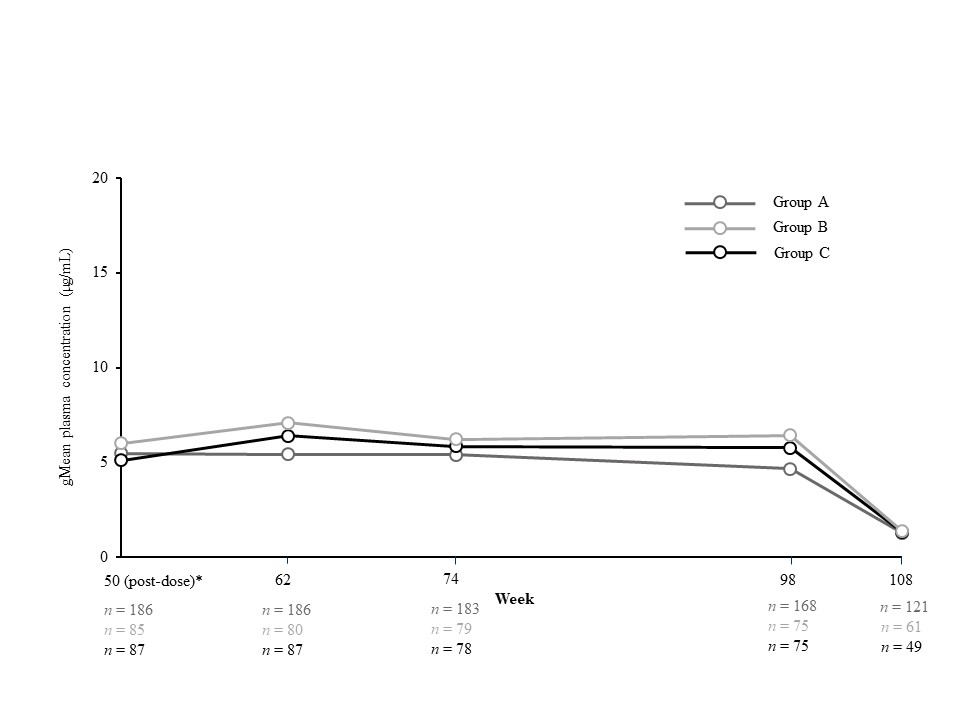 20
15
10
5
0
gMean plasma concentration (µg/mL)
Group A
Group B
Group C
50 (post-dose)*
62
74
98
108
Week
n = 186
n = 186
n = 183
n = 168
n = 121
n = 85
n = 80
n = 79
n = 75
n = 61
n = 87
n = 87
n = 78
n = 75
n = 49